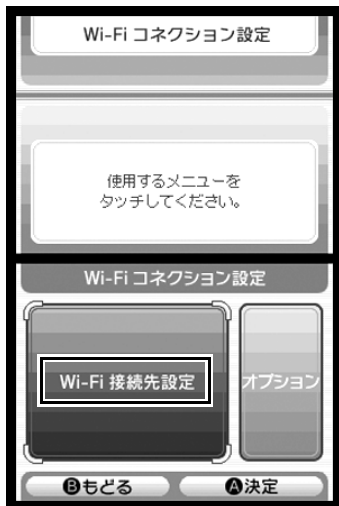 Wi-Fi コネクション設定
使用するメニューを
タッチしてください。
Wi-Fi コネクション設定
Wi-Fi 接続先設定
オプション
Ⓑもどる
Ⓐ決定